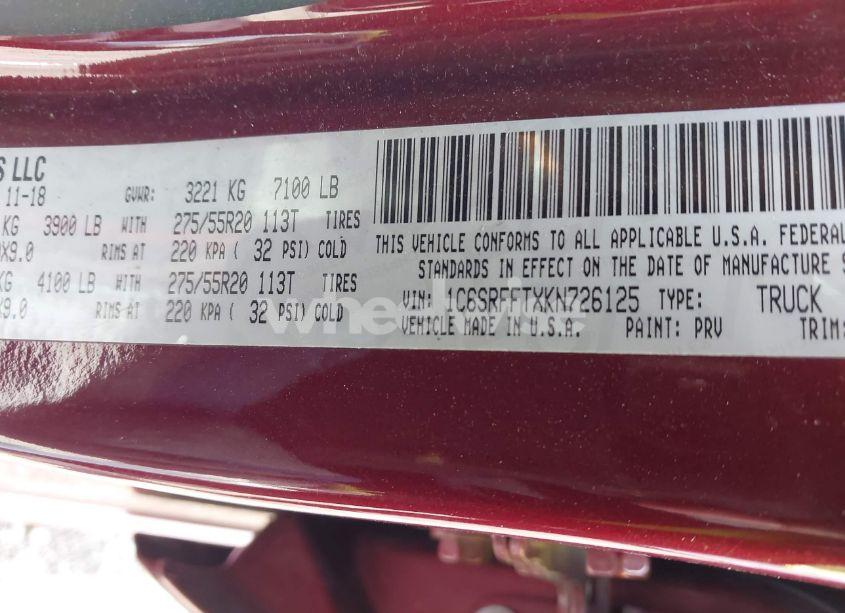 S LLC
11-18 GVWR: 3221 KG 7100 LB
KG 3900 LB WITH 275/55R20 113T TIRES
X9.0 RIMS AT 220 KPA ( 32 PSI) COLD
KG 4100 LB WITH 275/55R20 113T TIRES
X9.0 RIMS AT 220 KPA ( 32 PSI) COLD
THIS VEHICLE CONFORMS TO ALL APPLICABLE U.S.A. FEDERAL
STANDARDS IN EFFECT ON THE DATE OF MANUFACTURE S
VIN: 1C6SRFFTXKN726125 TYPE: TRUCK
VEHICLE MADE IN U.S.A. PAINT: PRV TRIM: